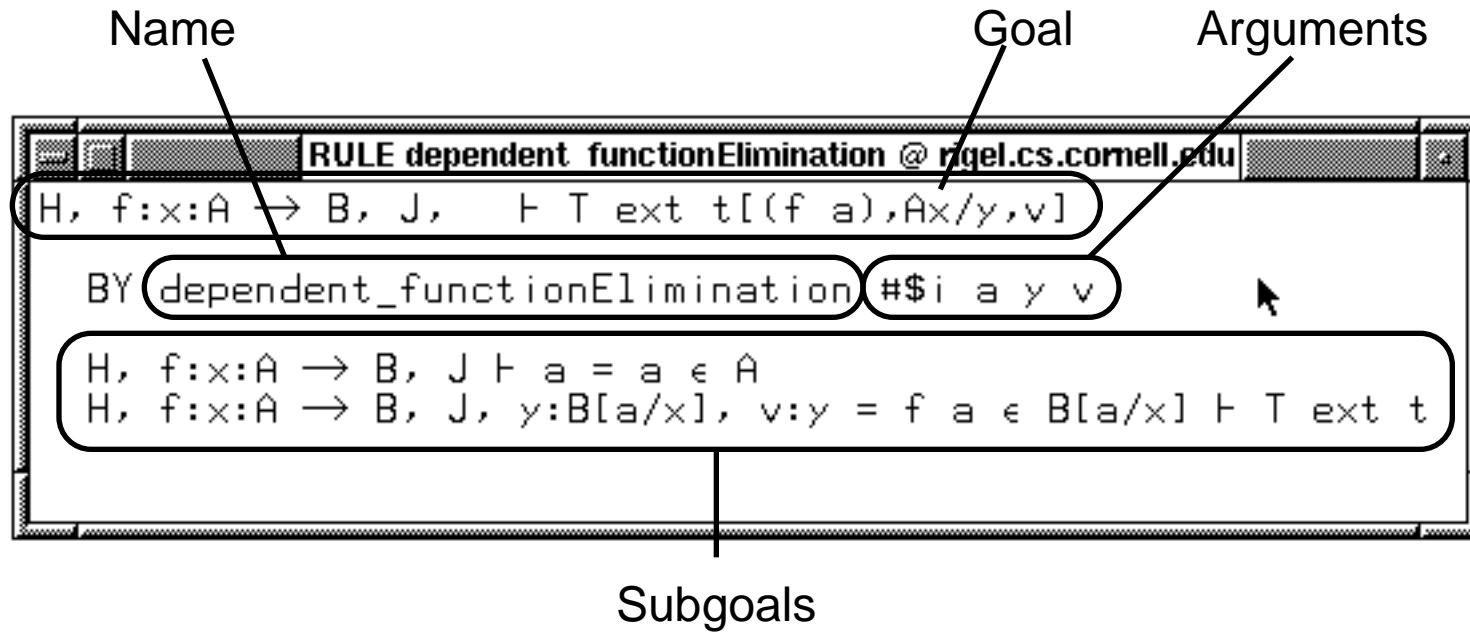 Name Goal Arguments
RULE dependent_functionElimination @ rigel.cs.cornell.edu
H, f:x:A → B, J, ⊢ T ext t[(f a),Ax/y,v]
BY dependent_functionElimination #$i a y v
H, f:x:A → B, J ⊢ a = a ∈ A
H, f:x:A → B, J, y:B[a/x], v:y = f a ∈ B[a/x] ⊢ T ext t
Subgoals